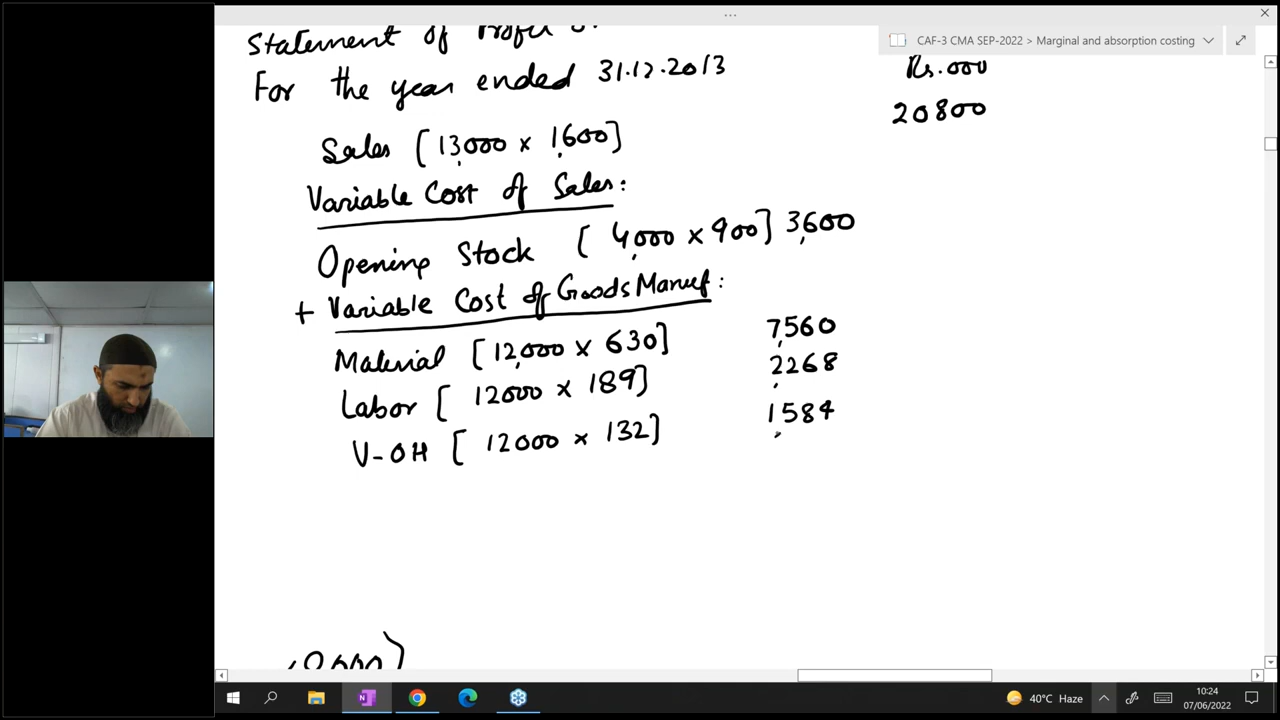 CAF-3 CMA SEP-2022 > Marginal and absorption costing
Statement of
For the year ended 31.12.2013
Rs.000
Sales [13,000 × 1,600] 20800
Variable Cost of Sales:
Opening Stock [4,000 × 900] 3,600
+ Variable Cost of Goods Manuf:
Material [12,000 × 630] 7,560
Labor [12000 × 189] 2,268
V-OH [12000 × 132] 1,584
40°C Haze
10:24
07/06/2022